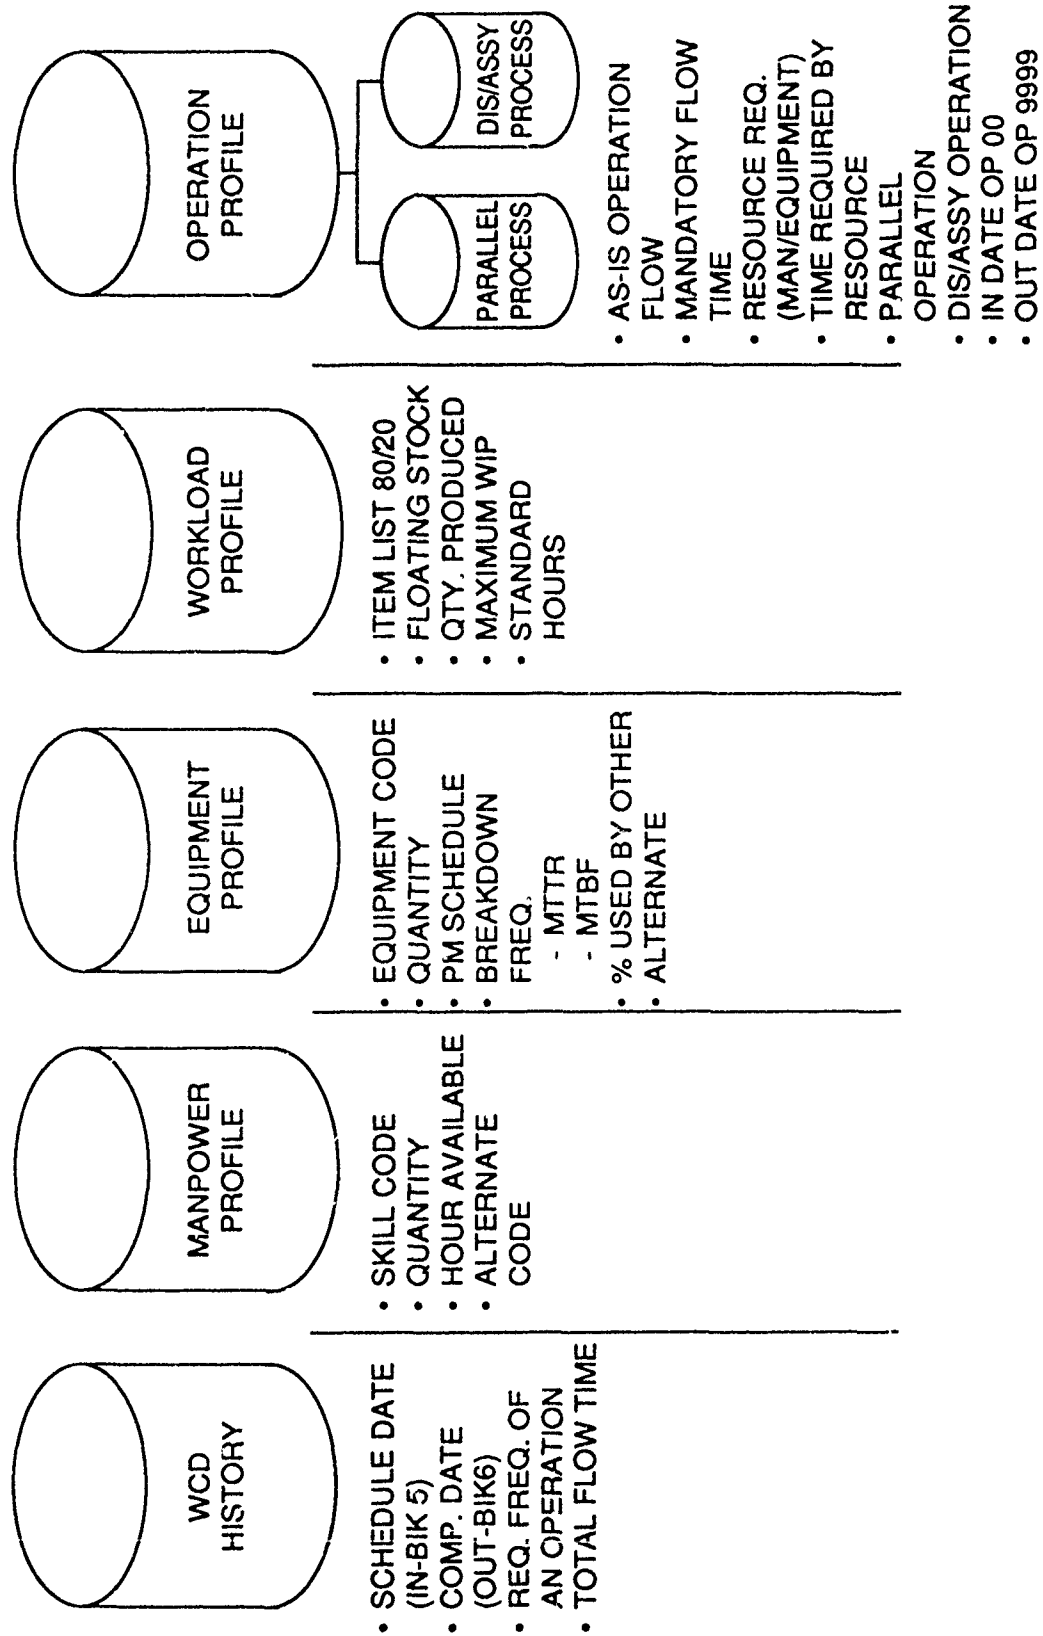 WCD
HISTORY
• SCHEDULE DATE
(IN-BIK 5)
• COMP. DATE
(OUT-BIK6)
• REQ. FREQ. OF
AN OPERATION
• TOTAL FLOW TIME
MANPOWER
PROFILE
• SKILL CODE
• QUANTITY
• HOUR AVAILABLE
• ALTERNATE
CODE
EQUIPMENT
PROFILE
• EQUIPMENT CODE
• QUANTITY
• PM SCHEDULE
• BREAKDOWN
FREQ.
- MTTR
- MTBF
• % USED BY OTHER
• ALTERNATE
WORKLOAD
PROFILE
• ITEM LIST 80/20
• FLOATING STOCK
• QTY. PRODUCED
• MAXIMUM WIP
• STANDARD
HOURS
OPERATION
PROFILE
PARALLEL
PROCESS
DIS/ASSY
PROCESS
• AS-IS OPERATION
FLOW
• MANDATORY FLOW
TIME
• RESOURCE REQ.
(MAN/EQUIPMENT)
• TIME REQUIRED BY
RESOURCE
• PARALLEL
OPERATION
• DIS/ASSY OPERATION
• IN DATE OP 00
• OUT DATE OP 9999